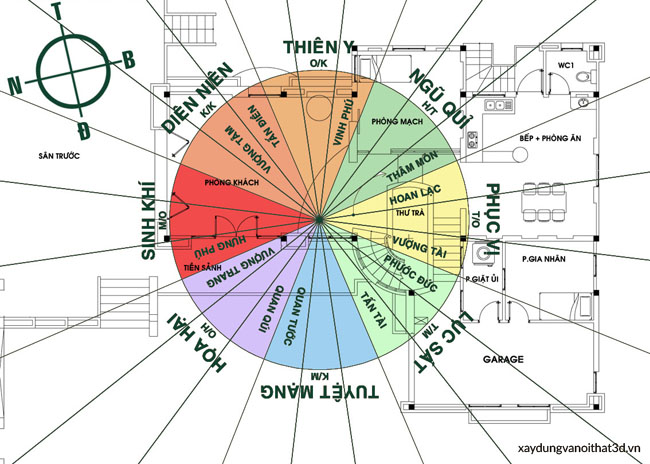 T
B
N
Đ
THIÊN Y
O/K
DIÊN NIÊN
K/K
NGŨ QUỈ
H/T
WC1
TẤN ĐIỀN
VINH PHÚ
PHÒNG MẠCH
VƯỢNG TÀM
BẾP + PHÒNG ĂN
SÂN TRƯỚC
THÂM MÔN
PHÒNG KHÁCH
HOAN LẠC
SINH KHÍ
M/O
THƯ TRÀ
PHỤC VỊ
T/O
HƯNG PHÚ
VƯỢNG TÀI
TIỀN SẢNH
VƯỢNG TRANG
PHƯỚC ĐỨC
P.GIA NHÂN
P.GIẶT ỦI
QUAN QÚI
QUAN TƯỚC
TẤN TÀI
HỌA HẠI
H/O
LỤC SÁT
T/M
GARAGE
K/M
TUYỆT MẠNG
xaydungvanoithat3d.vn